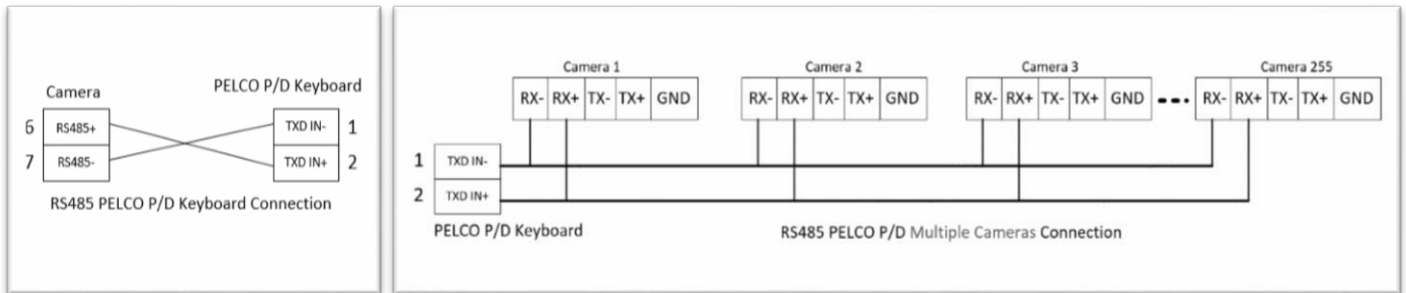 PELCO P/D Keyboard
Camera
6 RS485+ TXD IN- 1
7 RS485- TXD IN+ 2
RS485 PELCO P/D Keyboard Connection
Camera 1 Camera 2 Camera 3 Camera 255
RX- RX+ TX- TX+ GND RX- RX+ TX- TX+ GND RX- RX+ TX- TX+ GND RX- RX+ TX- TX+ GND
1 TXD IN-
2 TXD IN+
PELCO P/D Keyboard
RS485 PELCO P/D Multiple Cameras Connection